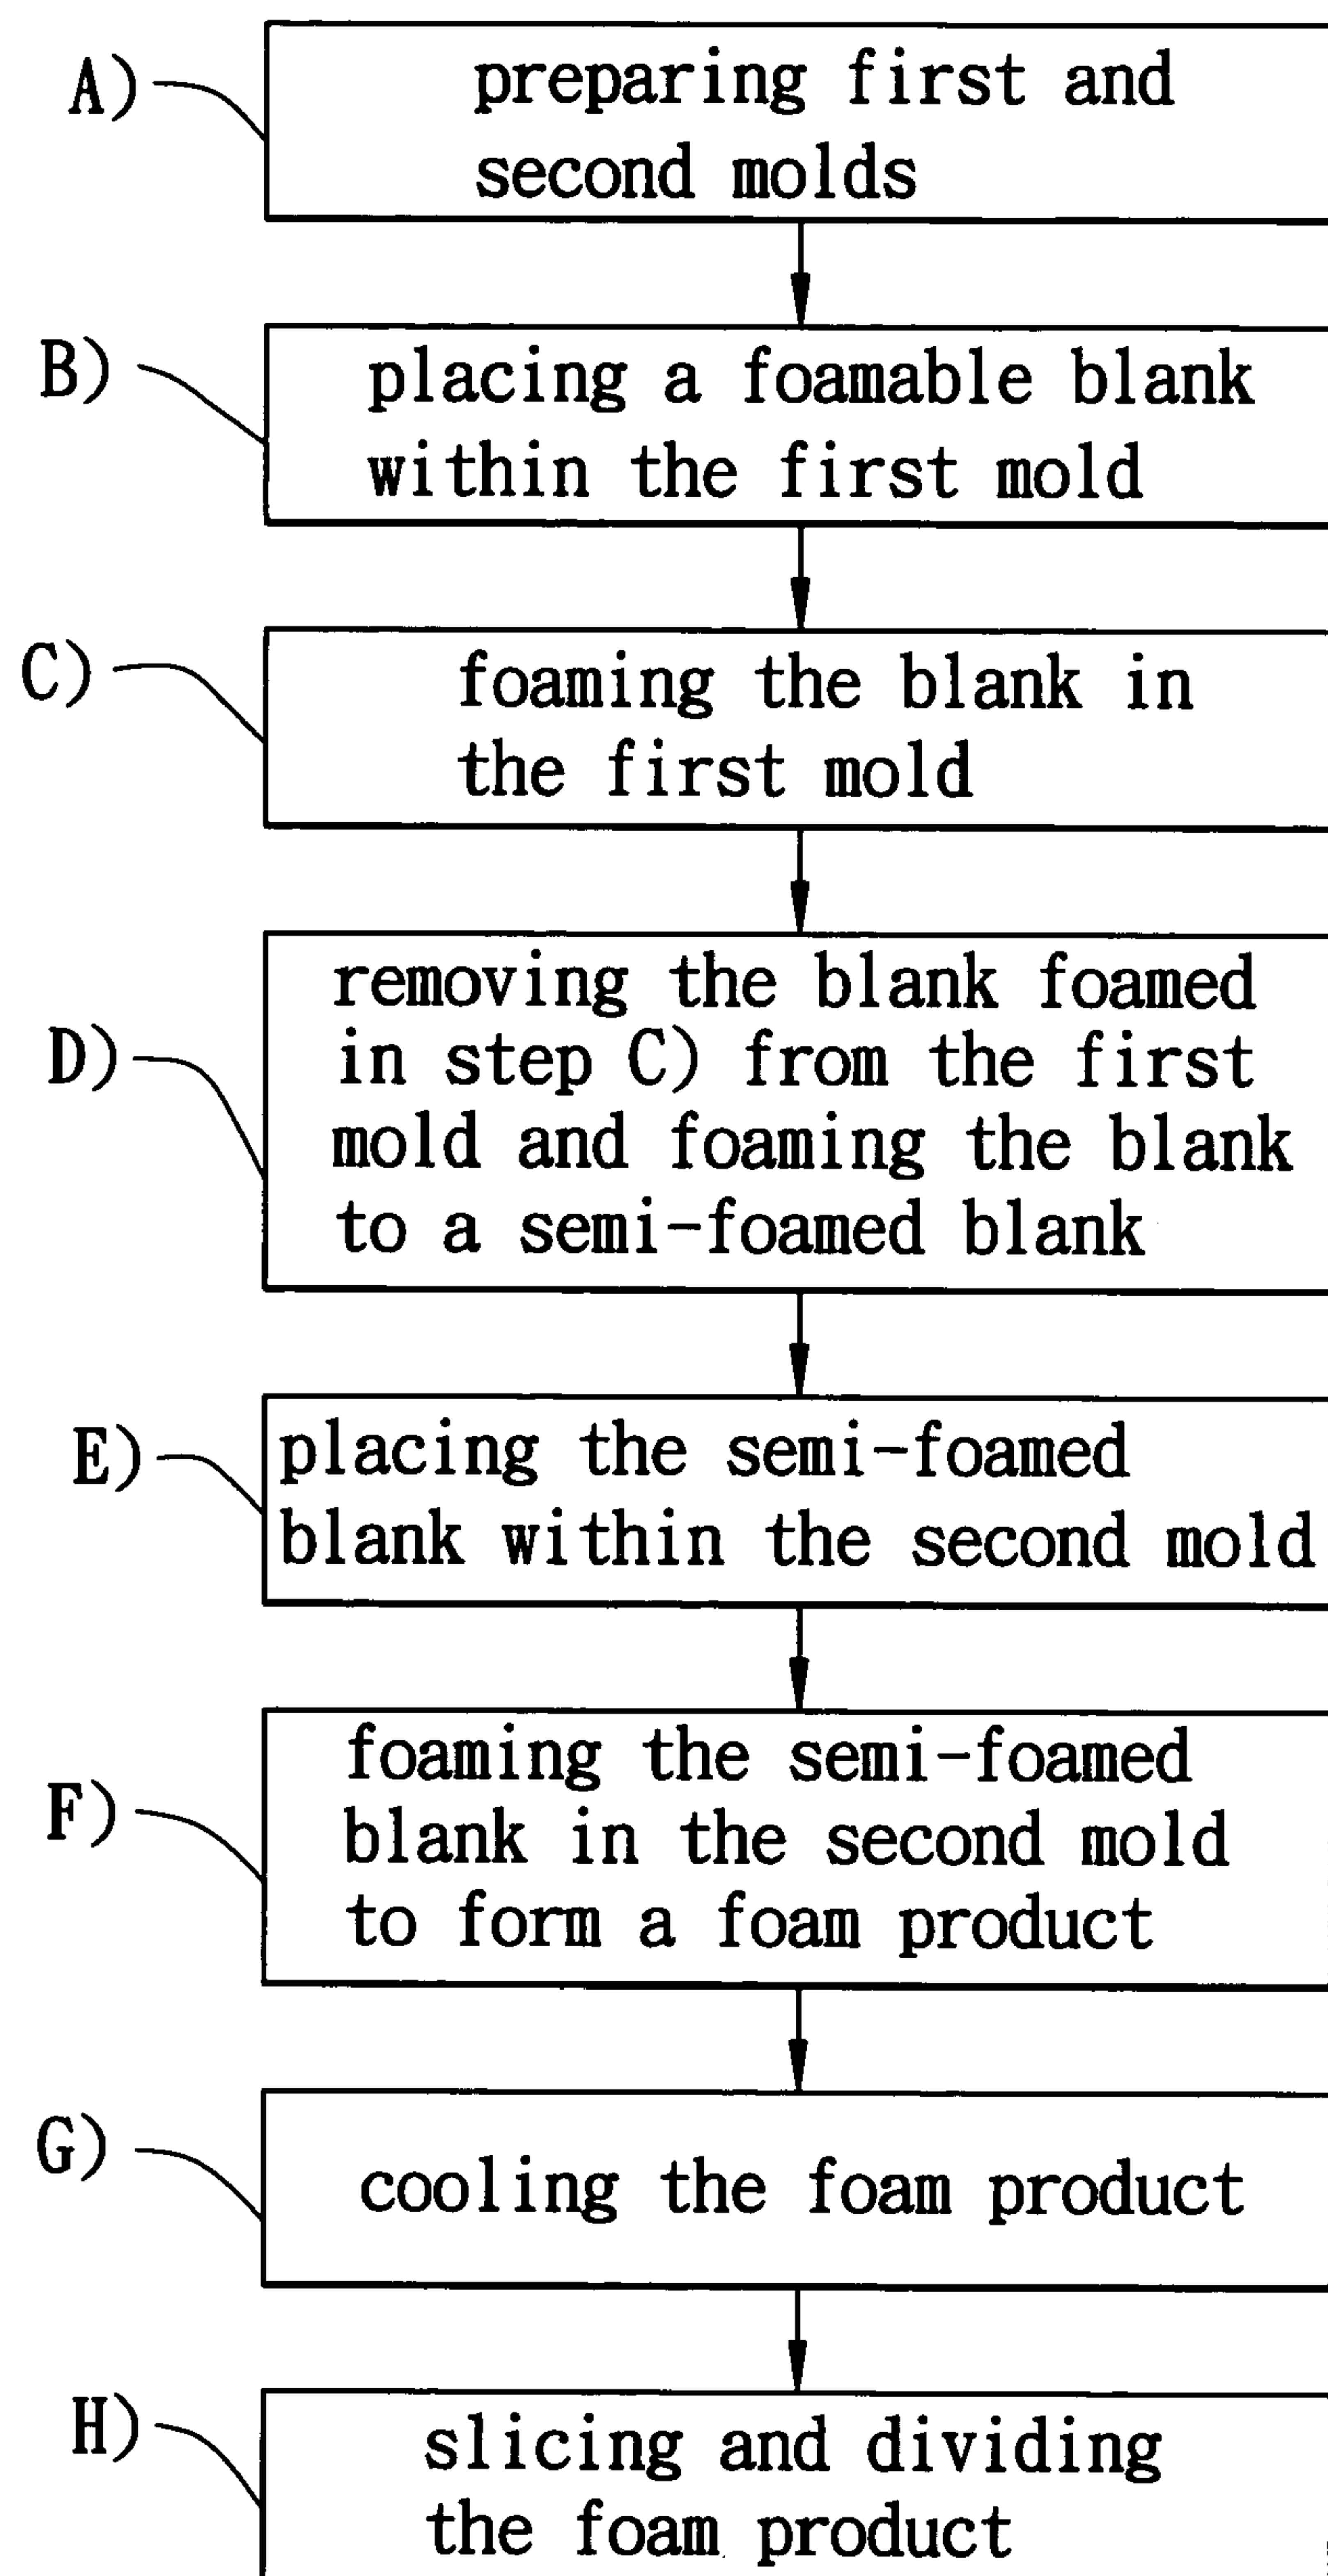 A)
preparing first and
second molds
B)
placing a foamable blank
within the first mold
C)
foaming the blank in
the first mold
D)
removing the blank foamed
in step C) from the first
mold and foaming the blank
to a semi-foamed blank
E)
placing the semi-foamed
blank within the second mold
F)
foaming the semi-foamed
blank in the second mold
to form a foam product
G)
cooling the foam product
H)
slicing and dividing
the foam product